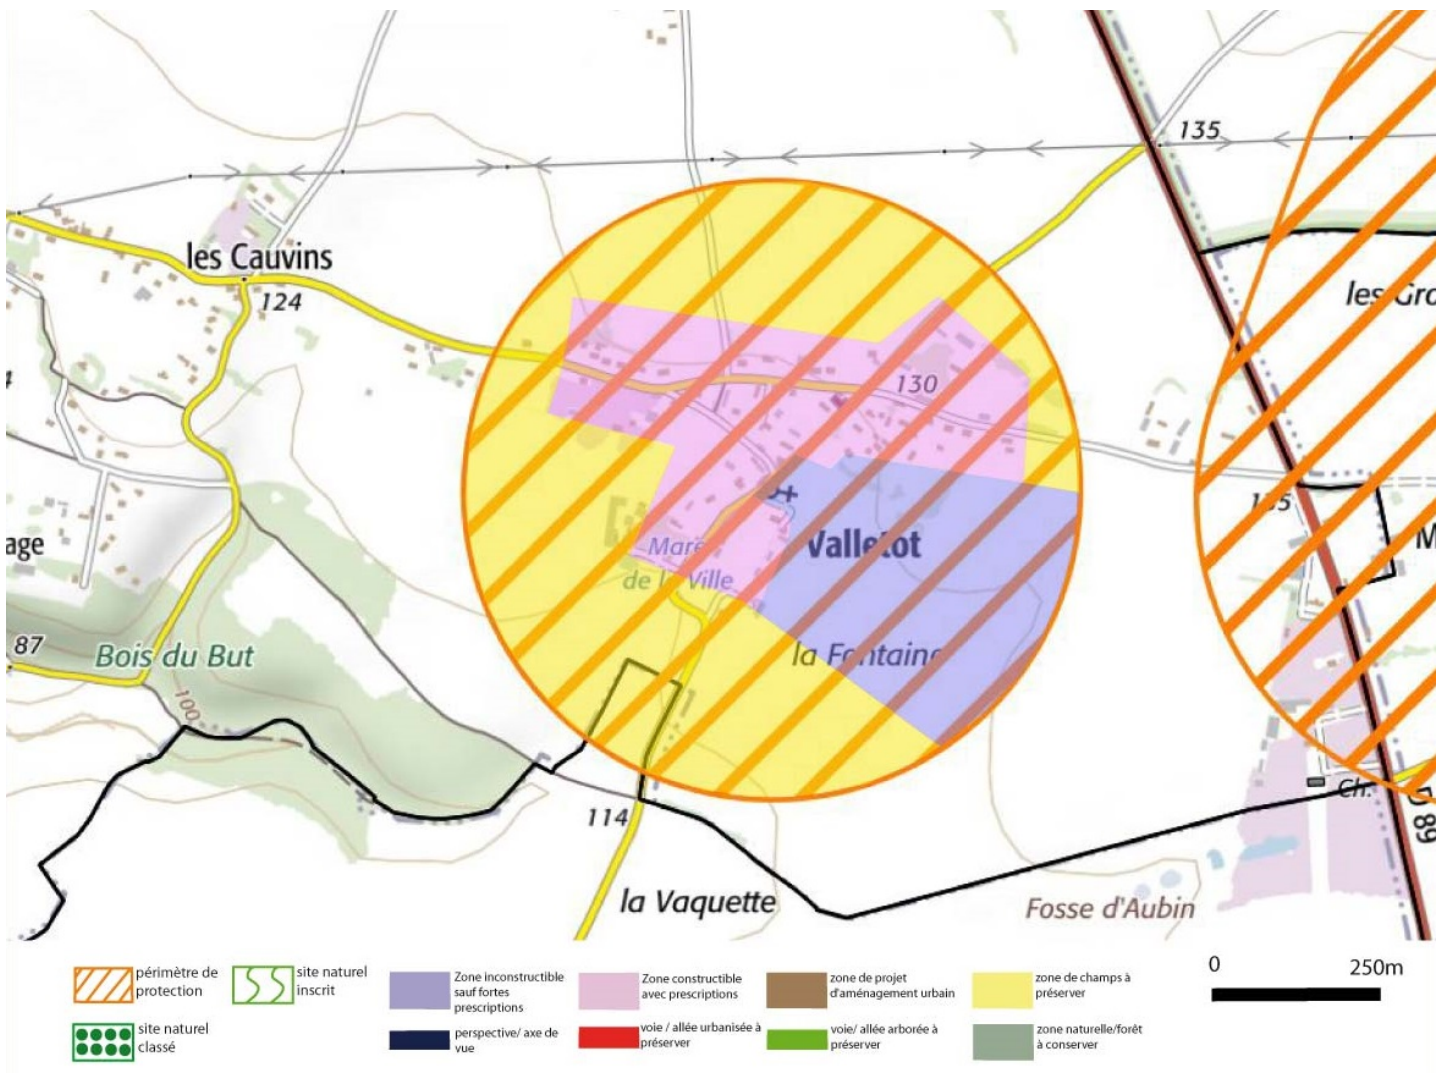 135
les Cauvins
124
les Gro
130
Valletot
Mare
de la Ville
la Fontaine
87
Bois du But
100
114
Ch.
D 89
la Vaquette
Fosse d'Aubin
périmètre de
protection
site naturel
inscrit
site naturel
classé
Zone inconstructible
sauf fortes
prescriptions
perspective/ axe de
vue
Zone constructible
avec prescriptions
voie / allée urbanisée à
préserver
zone de projet
d'aménagement urbain
voie/ allée arborée à
préserver
zone de champs à
préserver
zone naturelle/forêt
à conserver
0
250m